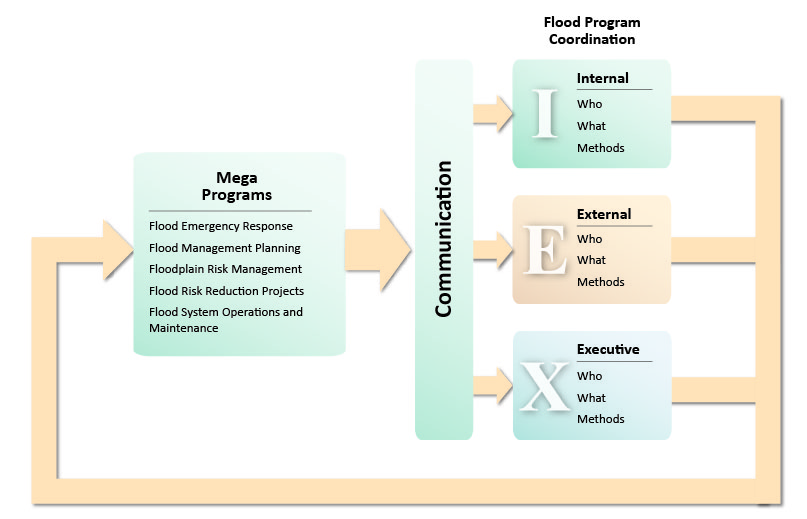 Flood Program
Coordination
Mega
Programs
Flood Emergency Response
Flood Management Planning
Floodplain Risk Management
Flood Risk Reduction Projects
Flood System Operations and
Maintenance
Communication
I
Internal
Who
What
Methods
E
External
Who
What
Methods
X
Executive
Who
What
Methods